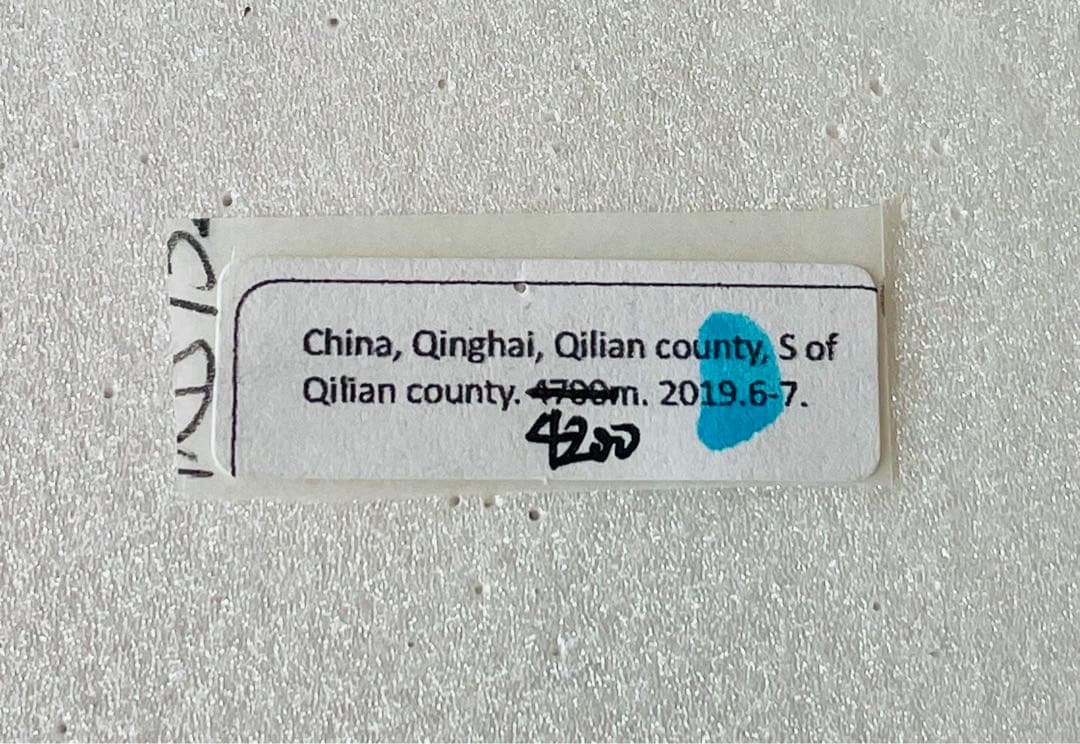 China, Qinghai, Qilian county, S of
Qilian county. 4700m. 2019.6-7.
4200